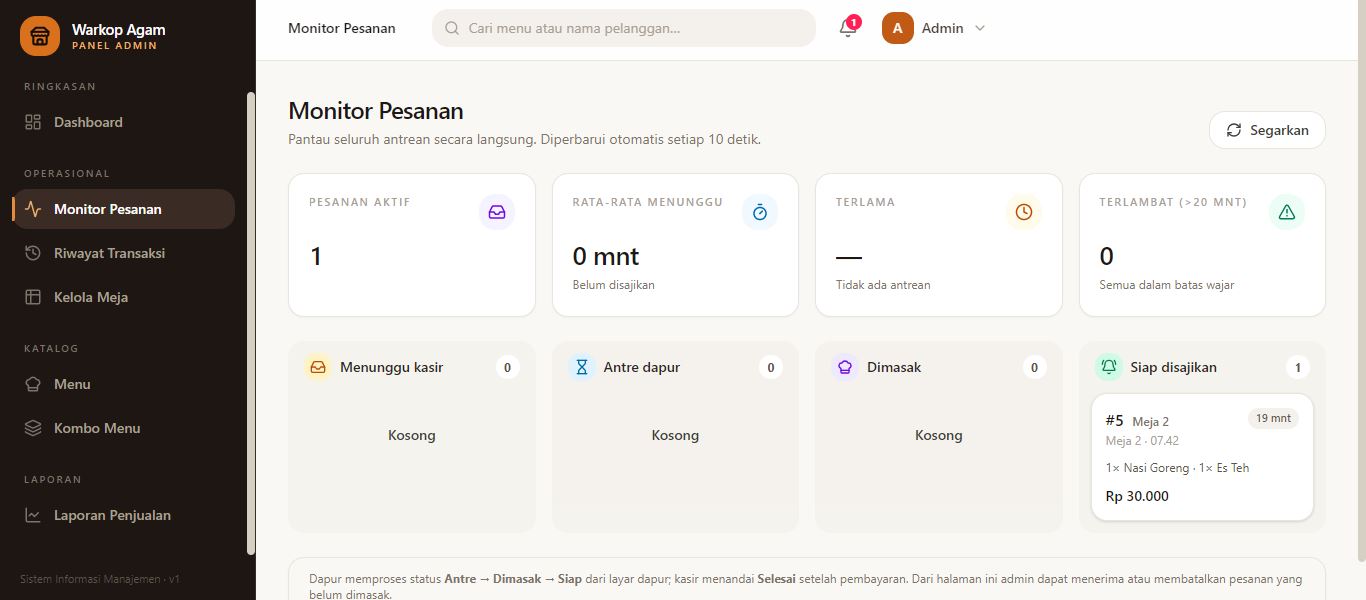 Warkop Agam
PANEL ADMIN
RINGKASAN
Dashboard
OPERASIONAL
Monitor Pesanan
Riwayat Transaksi
Kelola Meja
KATALOG
Menu
Kombo Menu
LAPORAN
Laporan Penjualan
Sistem Informasi Manajemen · v1
Monitor Pesanan
Cari menu atau nama pelanggan...
1
A
Admin
Monitor Pesanan
Pantau seluruh antrean secara langsung. Diperbarui otomatis setiap 10 detik.
Segarkan
PESANAN AKTIF
1
RATA-RATA MENUNGGU
0 mnt
Belum disajikan
TERLAMA
—
Tidak ada antrean
TERLAMBAT (>20 MNT)
0
Semua dalam batas wajar
Menunggu kasir
0
Kosong
Antre dapur
0
Kosong
Dimasak
0
Kosong
Siap disajikan
1
#5 Meja 2
19 mnt
Meja 2 · 07.42
1× Nasi Goreng · 1× Es Teh
Rp 30.000
Dapur memproses status Antre → Dimasak → Siap dari layar dapur; kasir menandai Selesai setelah pembayaran. Dari halaman ini admin dapat menerima atau membatalkan pesanan yang
belum dimasak.